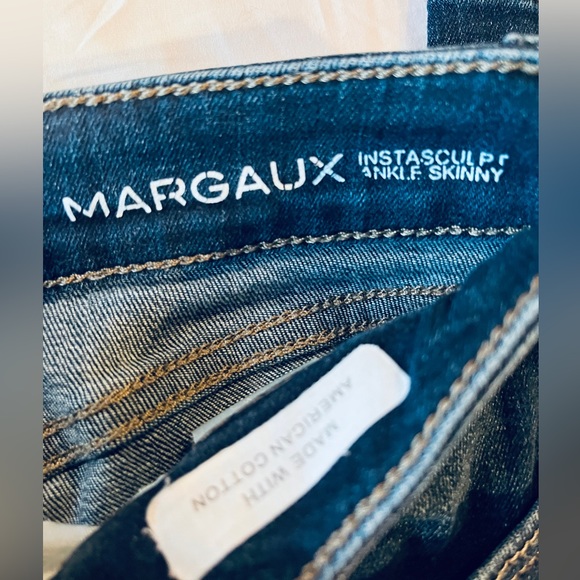 MARGAUX
INSTASCULPT
ANKLE SKINNY
MADE WITH
AMERICAN COTTON